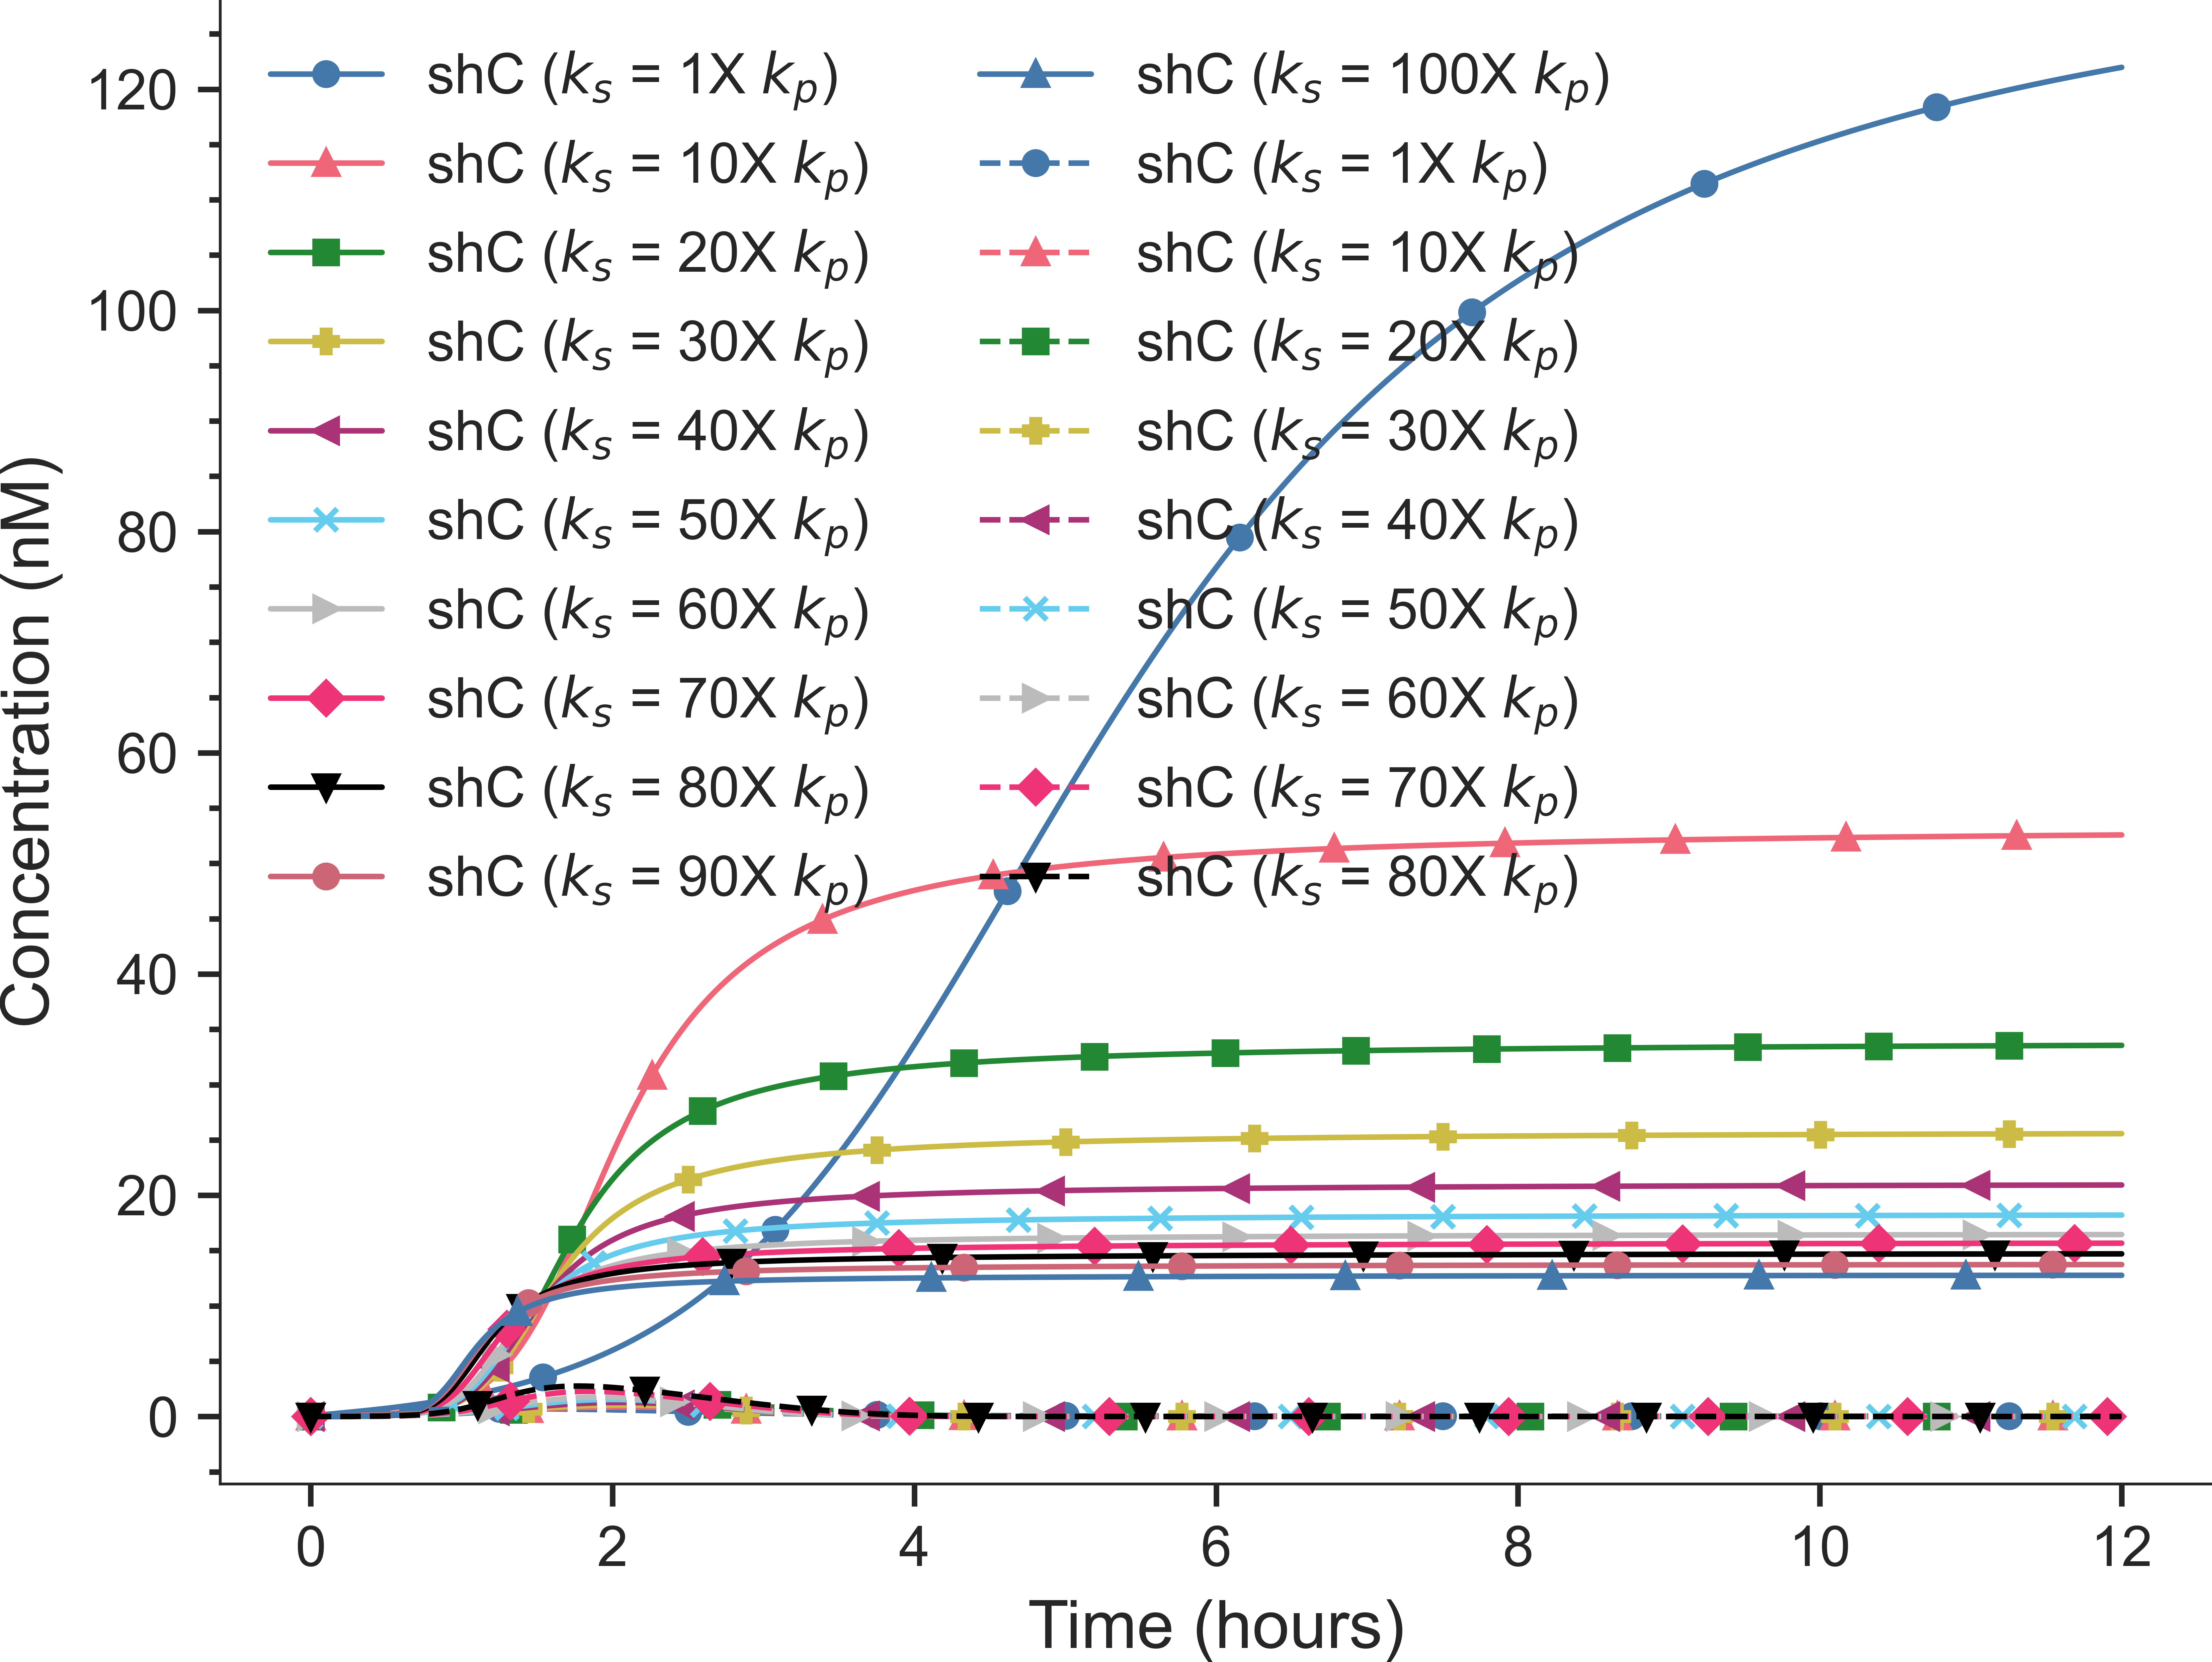 Concentration (nM)
120
100
80
60
40
20
0
shC (ks = 1X kp)
shC (ks = 10X kp)
shC (ks = 20X kp)
shC (ks = 30X kp)
shC (ks = 40X kp)
shC (ks = 50X kp)
shC (ks = 60X kp)
shC (ks = 70X kp)
shC (ks = 80X kp)
shC (ks = 90X kp)
shC (ks = 100X kp)
shC (ks = 1X kp)
shC (ks = 10X kp)
shC (ks = 20X kp)
shC (ks = 30X kp)
shC (ks = 40X kp)
shC (ks = 50X kp)
shC (ks = 60X kp)
shC (ks = 70X kp)
shC (ks = 80X kp)
0 2 4 6 8 10 12
Time (hours)